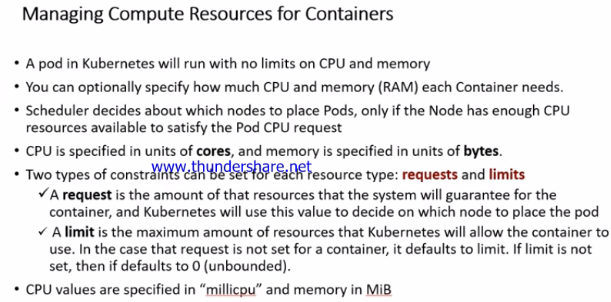 Managing Compute Resources for Containers
• A pod in Kubernetes will run with no limits on CPU and memory
• You can optionally specify how much CPU and memory (RAM) each Container needs.
• Scheduler decides about which nodes to place Pods, only if the Node has enough CPU
resources available to satisfy the Pod CPU request
• CPU is specified in units of cores, and memory is specified in units of bytes.
www.thundershare.net
• Two types of constraints can be set for each resource type: requests and limits
✓A request is the amount of that resources that the system will guarantee for the
container, and Kubernetes will use this value to decide on which node to place the pod
✓ A limit is the maximum amount of resources that Kubernetes will allow the container to
use. In the case that request is not set for a container, it defaults to limit. If limit is not
set, then if defaults to 0 (unbounded).
• CPU values are specified in “millicpu” and memory in MiB